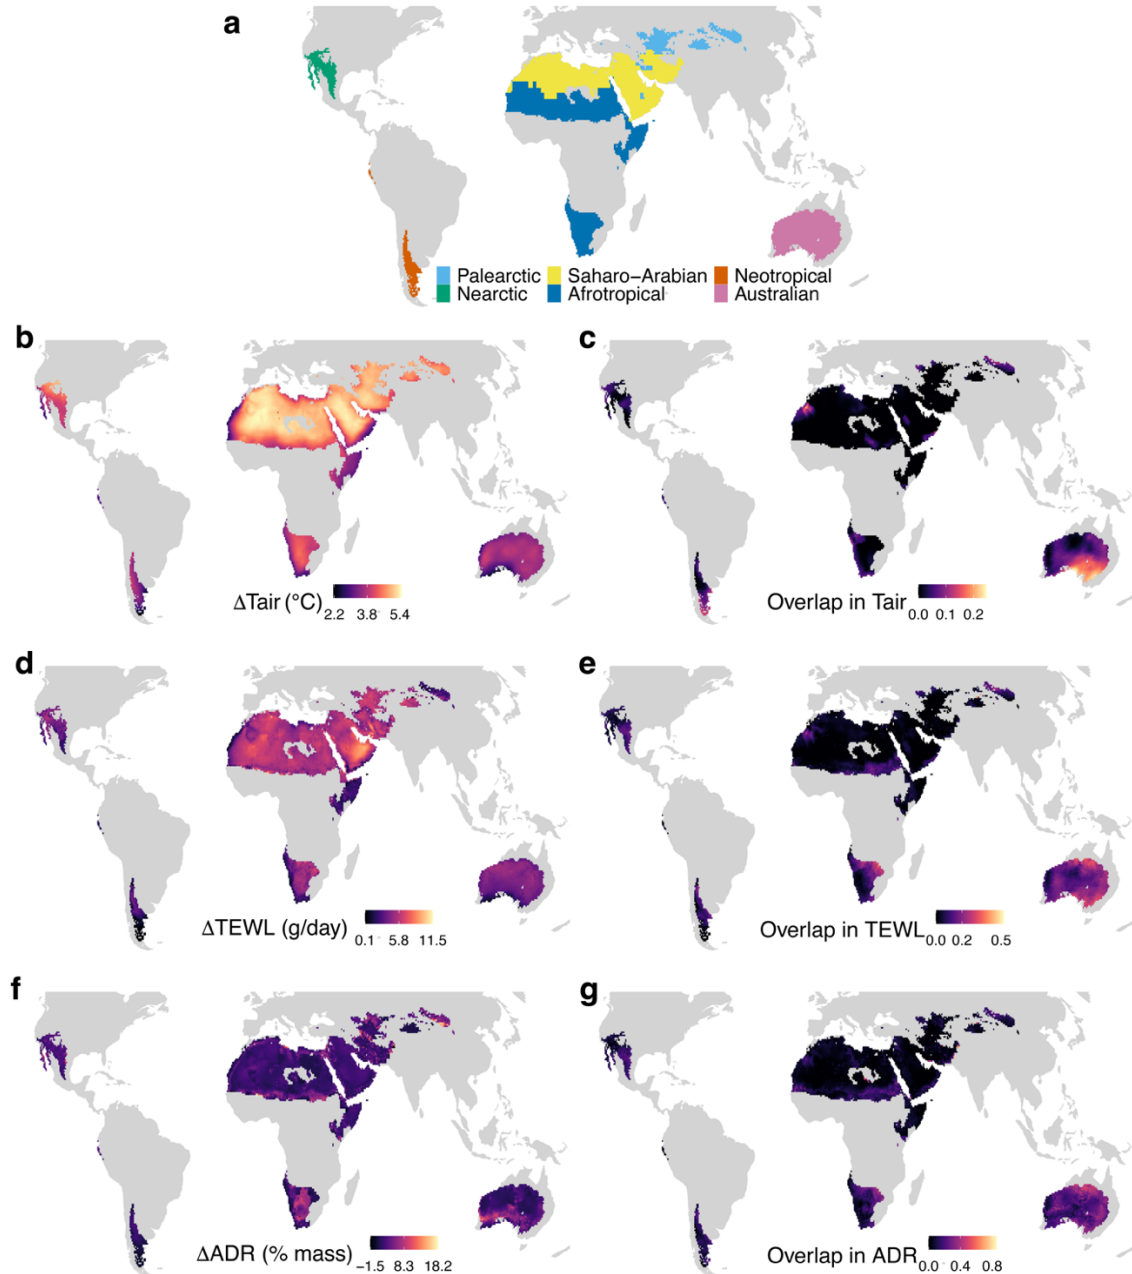 a
Palearctic Saharo−Arabian Neotropical
Nearctic Afrotropical Australian
b
ΔTair (°C)
2.2 3.8 5.4
c
Overlap in Tair
0.0 0.1 0.2
d
ΔTEWL (g/day)
0.1 5.8 11.5
e
Overlap in TEWL
0.0 0.2 0.5
f
ΔADR (% mass)
−1.5 8.3 18.2
g
Overlap in ADR
0.0 0.4 0.8